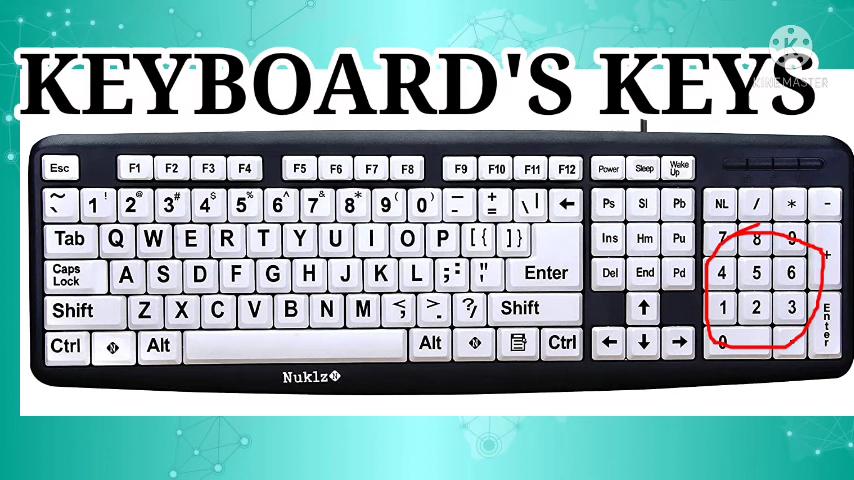 KEYBOARD'S KEYS
KINEMASTER
Esc F1 F2 F3 F4 F5 F6 F7 F8 F9 F10 F11 F12 Power Sleep Wake Up
~ ` 1 ! 2 @ 3 # 4 $ 5 % 6 ^ 7 & 8 * 9 ( 0 ) _ - + = \ | ← Ps Sl Pb NL / * -
Tab Q W E R T Y U I O P [ { ] } Ins Hm Pu 7 8 9 +
Caps Lock A S D F G H J K L ; : " ' Enter Del End Pd 4 5 6
Shift Z X C V B N M < , > . ? / Shift ↑ 1 2 3 Enter
Ctrl Alt Alt Ctrl ← ↓ → 0
Nuklz N